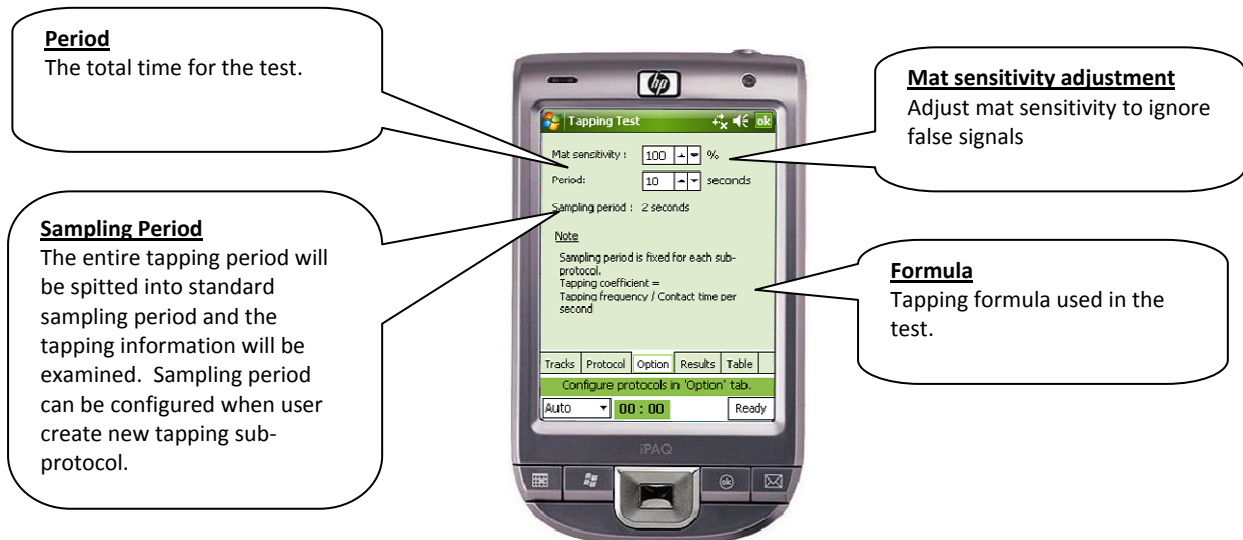 Period
The total time for the test.
Sampling Period
The entire tapping period will
be spitted into standard
sampling period and the
tapping information will be
examined.  Sampling period
can be configured when user
create new tapping sub-
protocol.
hp
Tapping Test ok
Mat sensitivity : 100 %
Period: 10 seconds
Sampling period : 2 seconds
Note
Sampling period is fixed for each sub-
protocol.
Tapping coefficient =
Tapping frequency / Contact time per
second
Tracks Protocol Option Results Table
Configure protocols in 'Option' tab.
Auto 00 : 00 Ready
iPAQ
ok
Mat sensitivity adjustment
Adjust mat sensitivity to ignore
false signals
Formula
Tapping formula used in the
test.